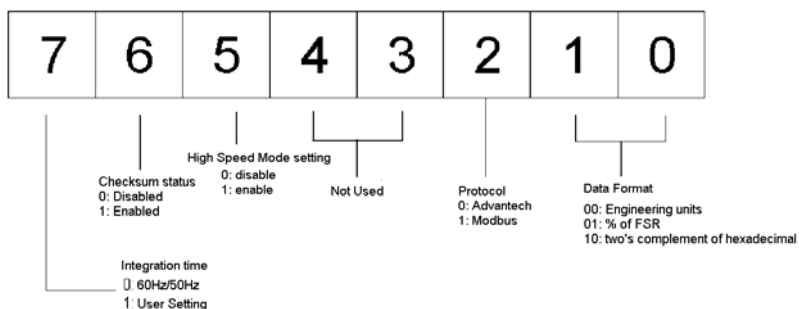 7 6 5 4 3 2 1 0
High Speed Mode setting
0: disable
1: enable
Checksum status
0: Disabled
1: Enabled
Not Used
Protocol
0: Advantech
1: Modbus
Data Format
00: Engineering units
01: % of FSR
10: two's complement of hexadecimal
Integration time
0: 60Hz/50Hz
1: User Setting